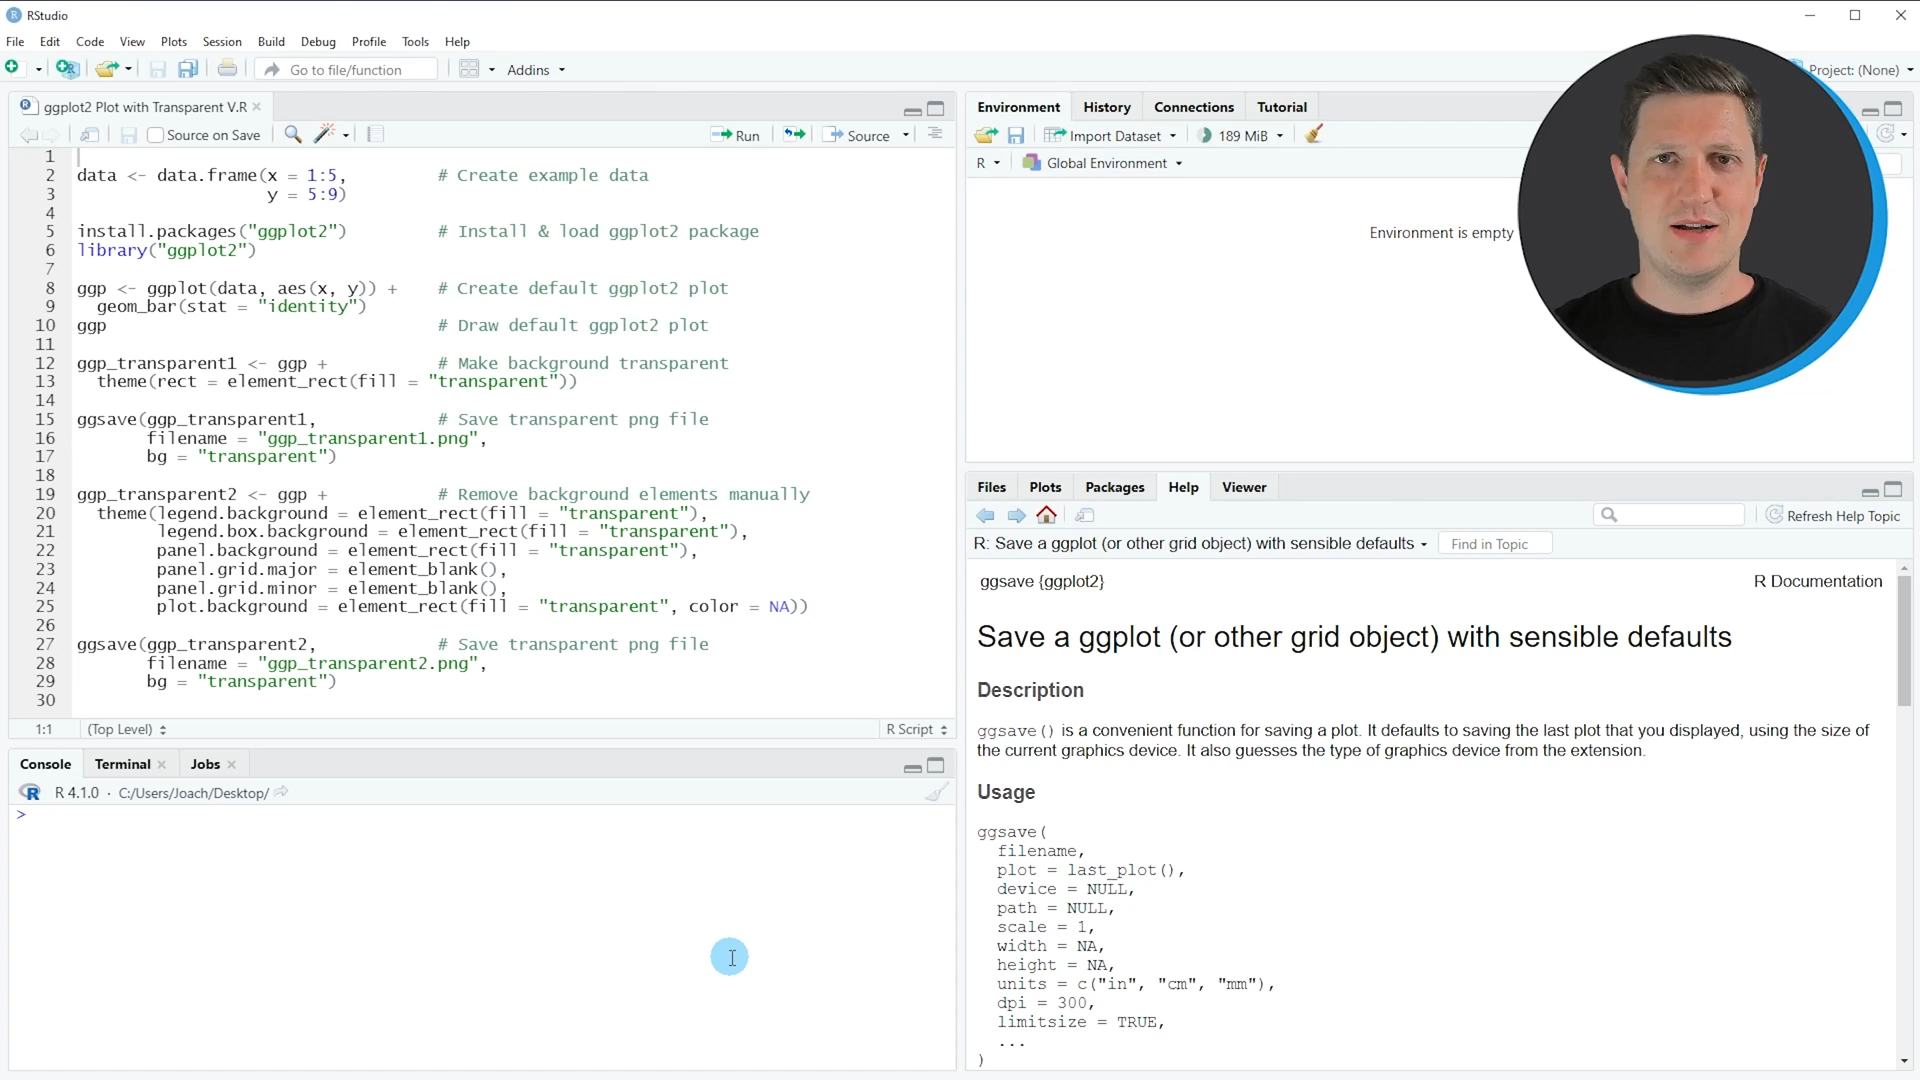 RStudio
File Edit Code View Plots Session Build Debug Profile Tools Help
Go to file/function Addins Project: (None)
ggplot2 Plot with Transparent V.R
Source on Save Run Source
1
2 data <- data.frame(x = 1:5, # Create example data
3 y = 5:9)
4
5 install.packages("ggplot2") # Install & load ggplot2 package
6 library("ggplot2")
7
8 ggp <- ggplot(data, aes(x, y)) + # Create default ggplot2 plot
9 geom_bar(stat = "identity")
10 ggp # Draw default ggplot2 plot
11
12 ggp_transparent1 <- ggp + # Make background transparent
13 theme(rect = element_rect(fill = "transparent"))
14
15 ggsave(ggp_transparent1, # Save transparent png file
16 filename = "ggp_transparent1.png",
17 bg = "transparent")
18
19 ggp_transparent2 <- ggp + # Remove background elements manually
20 theme(legend.background = element_rect(fill = "transparent"),
21 legend.box.background = element_rect(fill = "transparent"),
22 panel.background = element_rect(fill = "transparent"),
23 panel.grid.major = element_blank(),
24 panel.grid.minor = element_blank(),
25 plot.background = element_rect(fill = "transparent", color = NA))
26
27 ggsave(ggp_transparent2, # Save transparent png file
28 filename = "ggp_transparent2.png",
29 bg = "transparent")
30
1:1 (Top Level) R Script
Console Terminal Jobs
R 4.1.0 · C:/Users/Joach/Desktop/
>
Environment History Connections Tutorial
Import Dataset 189 MiB
R Global Environment
Environment is empty
Files Plots Packages Help Viewer
Refresh Help Topic
R: Save a ggplot (or other grid object) with sensible defaults Find in Topic
ggsave {ggplot2} R Documentation
Save a ggplot (or other grid object) with sensible defaults
Description
ggsave() is a convenient function for saving a plot. It defaults to saving the last plot that you displayed, using the size of
the current graphics device. It also guesses the type of graphics device from the extension.
Usage
ggsave(
filename,
plot = last_plot(),
device = NULL,
path = NULL,
scale = 1,
width = NA,
height = NA,
units = c("in", "cm", "mm"),
dpi = 300,
limitsize = TRUE,
...
)